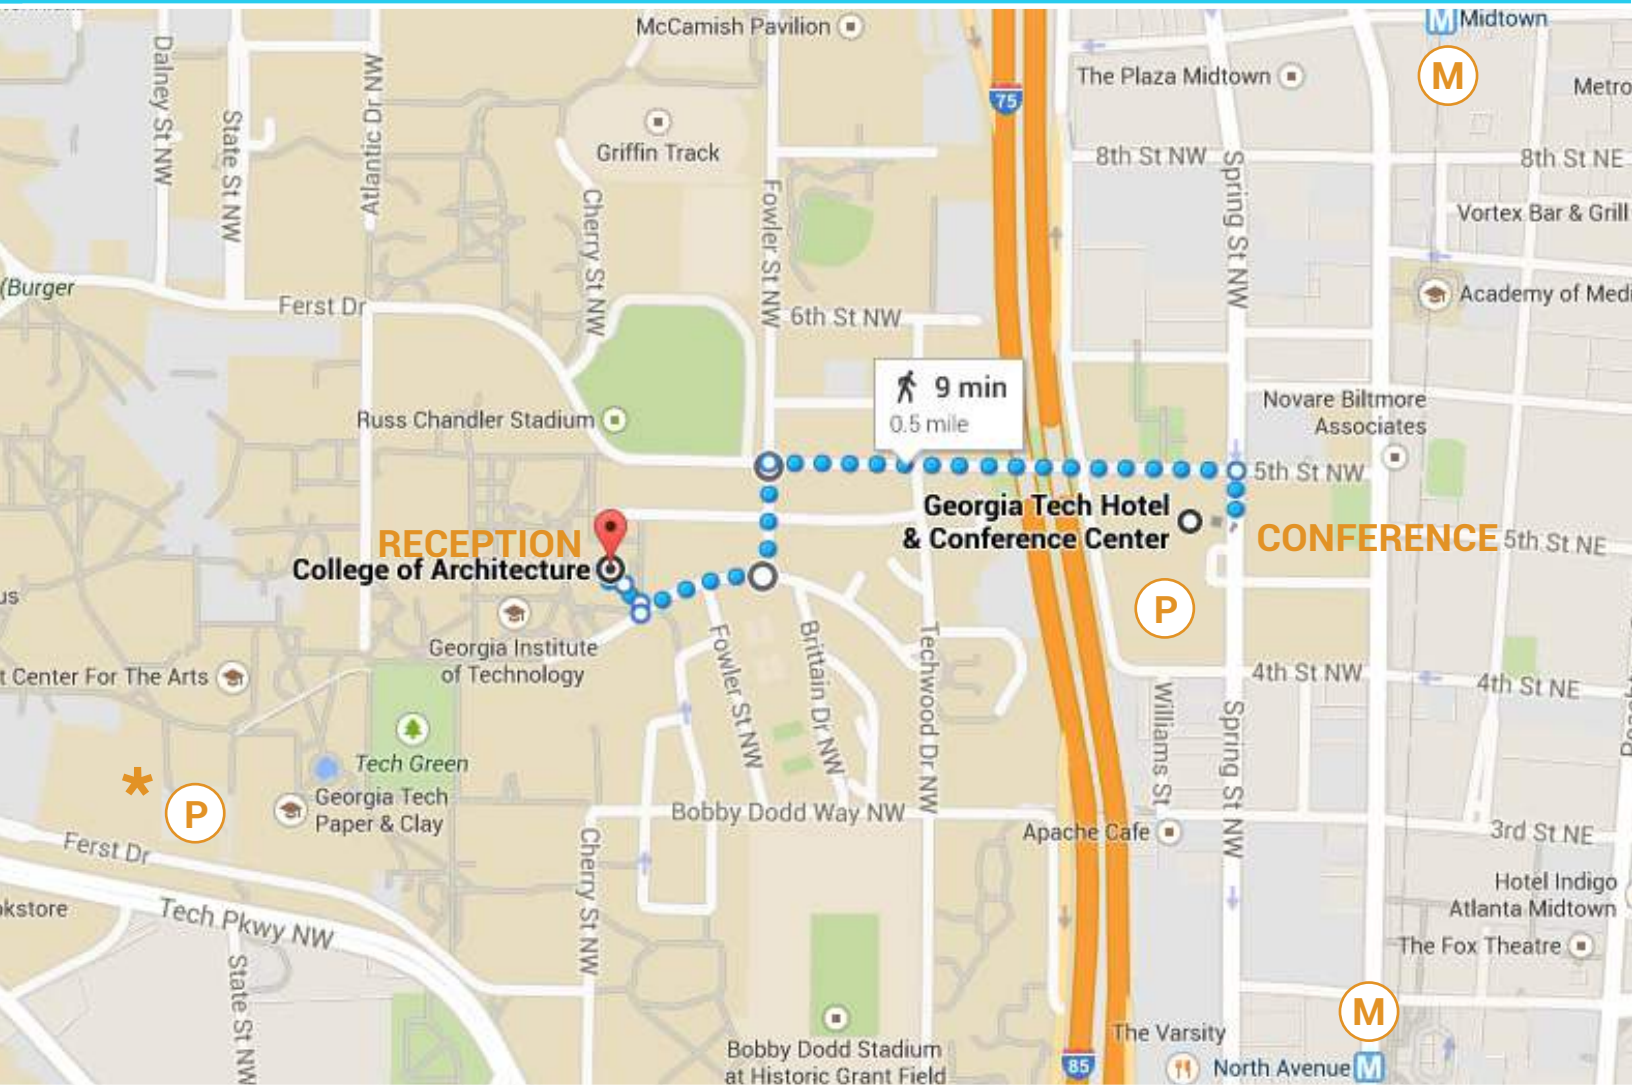 McCamish Pavilion
Midtown
M
The Plaza Midtown
Metro
75
Dalney St NW
State St NW
Atlantic Dr NW
Griffin Track
8th St NW
8th St NE
Spring St NW
Cherry St NW
Fowler St NW
Vortex Bar & Grill
(Burger
Ferst Dr
6th St NW
Academy of Medi
9 min
0.5 mile
Novare Biltmore
Associates
Russ Chandler Stadium
5th St NW
Georgia Tech Hotel
& Conference Center
CONFERENCE
5th St NE
RECEPTION
College of Architecture
P
Georgia Institute
of Technology
Fowler St NW
Brittain Dr NW
Techwood Dr NW
t Center For The Arts
4th St NW
4th St NE
Williams St
Spring St NW
Tech Green
*
P
Georgia Tech
Paper & Clay
Bobby Dodd Way NW
Apache Cafe
3rd St NE
Ferst Dr
Cherry St NW
Hotel Indigo
Atlanta Midtown
okstore
Tech Pkwy NW
The Fox Theatre
State St NW
M
The Varsity
Bobby Dodd Stadium
at Historic Grant Field
85
North Avenue M